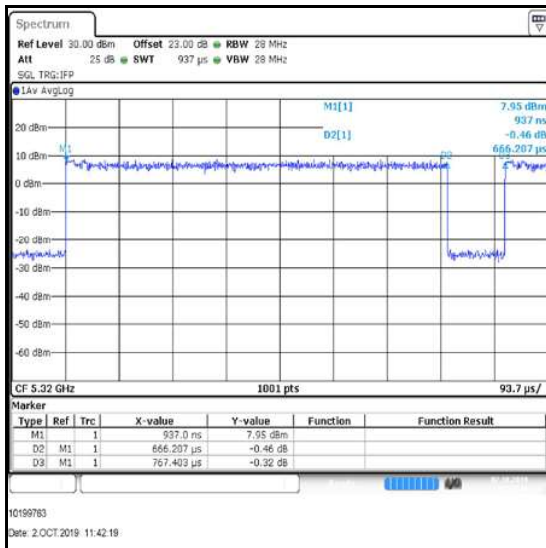 Spectrum
Ref Level 30.00 dBm Offset 23.00 dB RBW 28 MHz
Att 25 dB SWT 937 µs VBW 28 MHz
SGL TRG:IFP
1Av AvgLog
M1[1] 7.95 dBm
937 ns
D2[1] -0.46 dB
666.207 µs
20 dBm
M1
10 dBm
D2
0 dBm
-10 dBm
-20 dBm
-30 dBm
-40 dBm
-50 dBm
-60 dBm
CF 5.32 GHz 1001 pts 93.7 µs/
Marker
Type Ref Trc X-value Y-value Function Function Result
M1 1 937.0 ns 7.95 dBm
D2 M1 1 666.207 µs -0.46 dB
D3 M1 1 767.403 µs -0.32 dB
10199763
Date: 2.OCT.2019 11:42:19